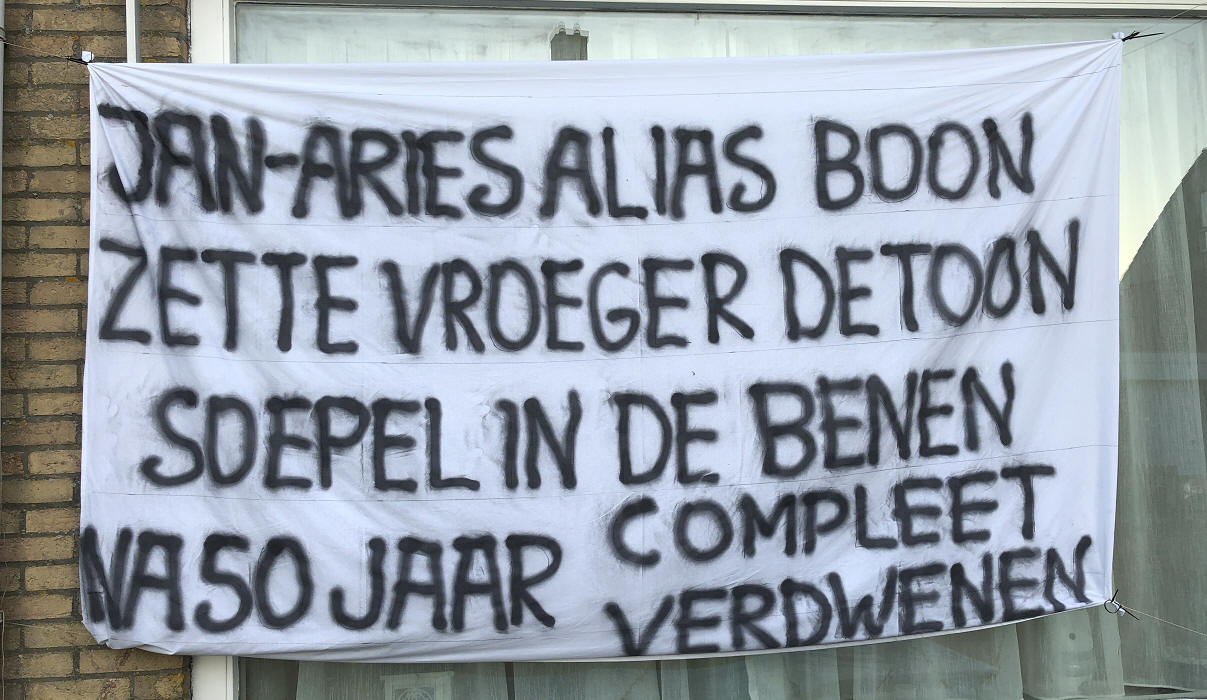 JAN-ARIES ALIAS BOON
ZETTE VROEGER DE TOON
SOEPEL IN DE BENEN
NA 50 JAAR COMPLEET
VERDWENEN